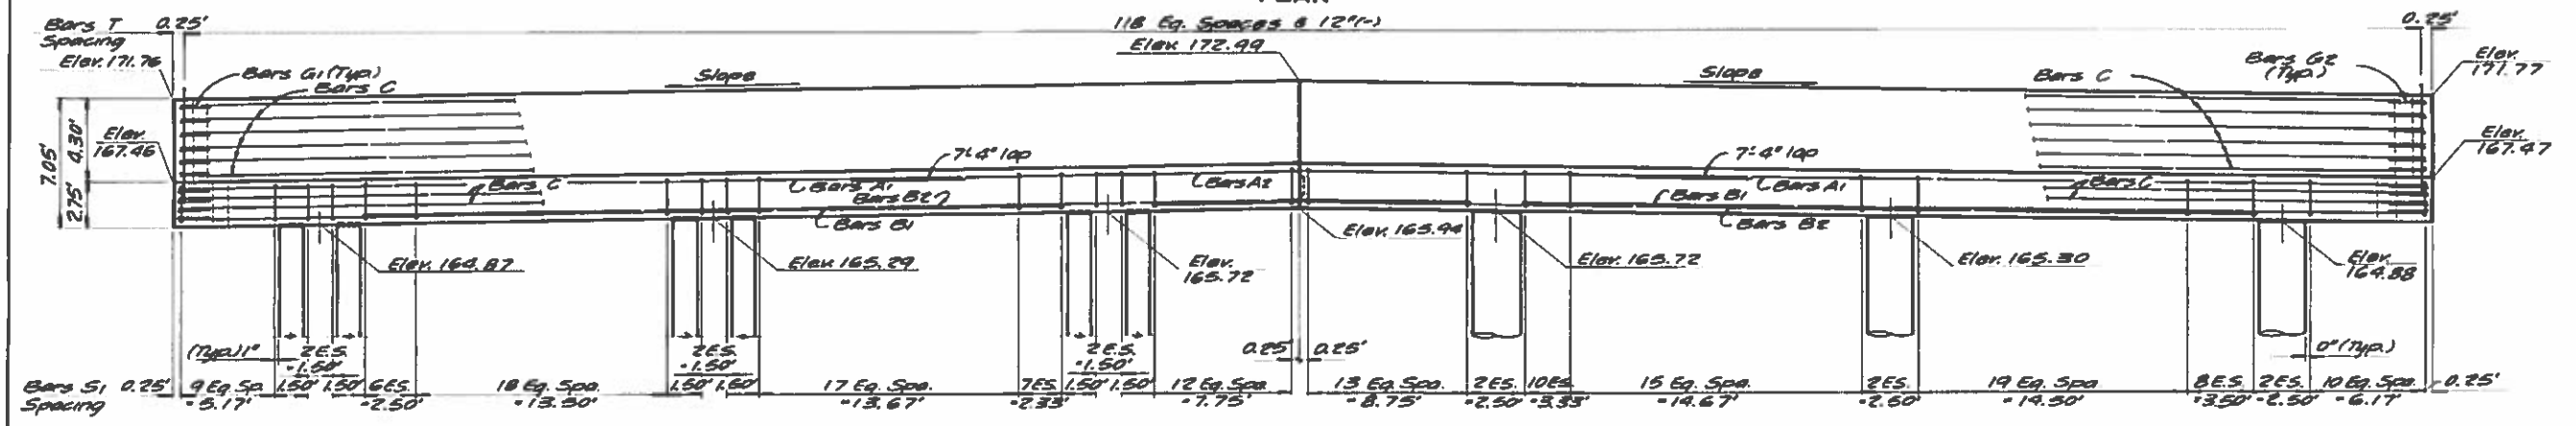 Bars T
Spacing
0.25'
118 Eq. Spaces @ 12"(-)
0.25'
Elev. 171.76
Elev. 172.99
Elev.
171.77
Bars G1 (Typ.)
Bars C
Slope
Slope
Bars C
Bars G2
(Typ.)
7.05'
4.30'
2.75'
Elev.
167.46
Elev.
167.47
7'-4" lap
7'-4" lap
Bars C
Bars A1
Bars B2
Bars B1
Bars A2
Bars B1
Bars A1
Bars B2
Bars C
Elev. 164.87
Elev. 165.29
Elev.
165.72
Elev. 165.94
Elev. 165.72
Elev. 165.30
Elev.
164.88
(Typ.) 1"
2 E.S.
=1.50'
2 E.S.
=1.50'
2 E.S.
=1.50'
0.25'
0.25'
0" (Typ.)
Bars S1
Spacing
0.25'
9 Eq. Sp.
=5.17'
1.50'
1.50'
6 E.S.
=2.50'
18 Eq. Spa.
=13.50'
1.50'
1.50'
17 Eq. Spa.
=13.67'
7 E.S.
=2.33'
1.50'
1.50'
12 Eq. Spa.
=7.75'
13 Eq. Spa.
=8.75'
2 E.S.
=2.50'
10 E.S.
=3.33'
15 Eq. Spa.
=14.67'
2 E.S.
=2.50'
19 Eq. Spa
=14.50'
8 E.S.
=3.50'
2 E.S.
=2.50'
10 Eq. Spa.
=6.17'
0.25'